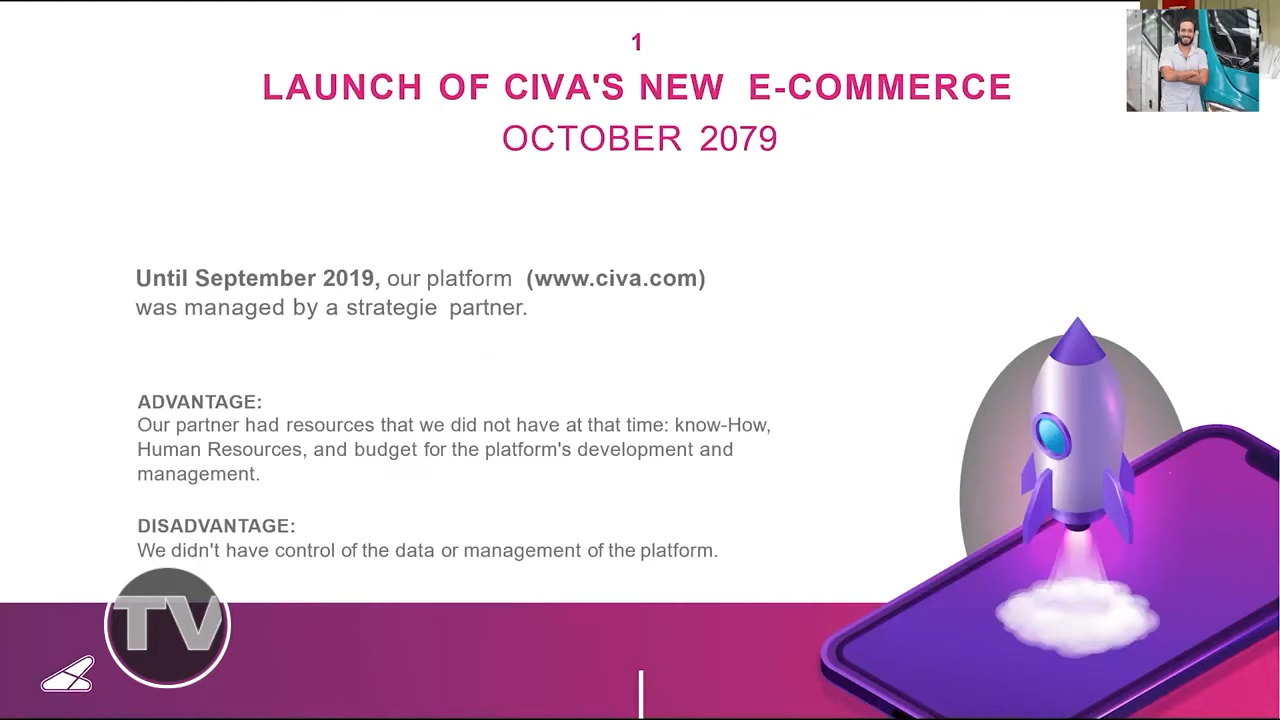 1
LAUNCH OF CIVA'S NEW E-COMMERCE
OCTOBER 2079
Until September 2019, our platform (www.civa.com)
was managed by a strategie partner.
ADVANTAGE:
Our partner had resources that we did not have at that time: know-How,
Human Resources, and budget for the platform's development and
management.
DISADVANTAGE:
We didn't have control of the data or management of the platform.
TV